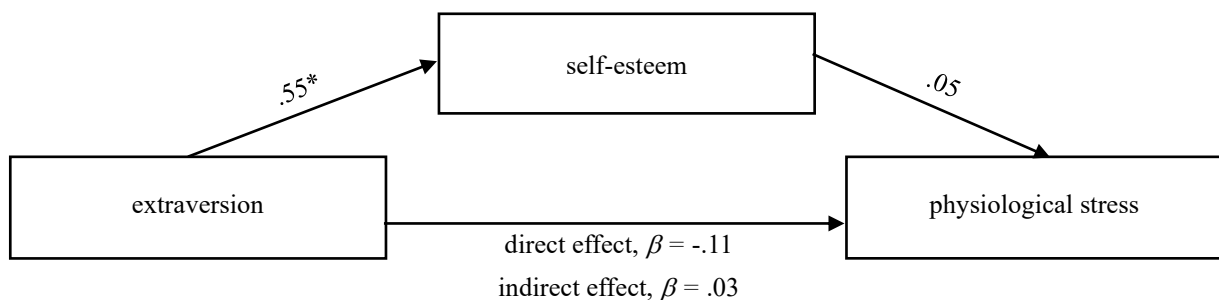 self-esteem
.55*
.05
extraversion
physiological stress
direct effect, β = -.11
indirect effect, β = .03